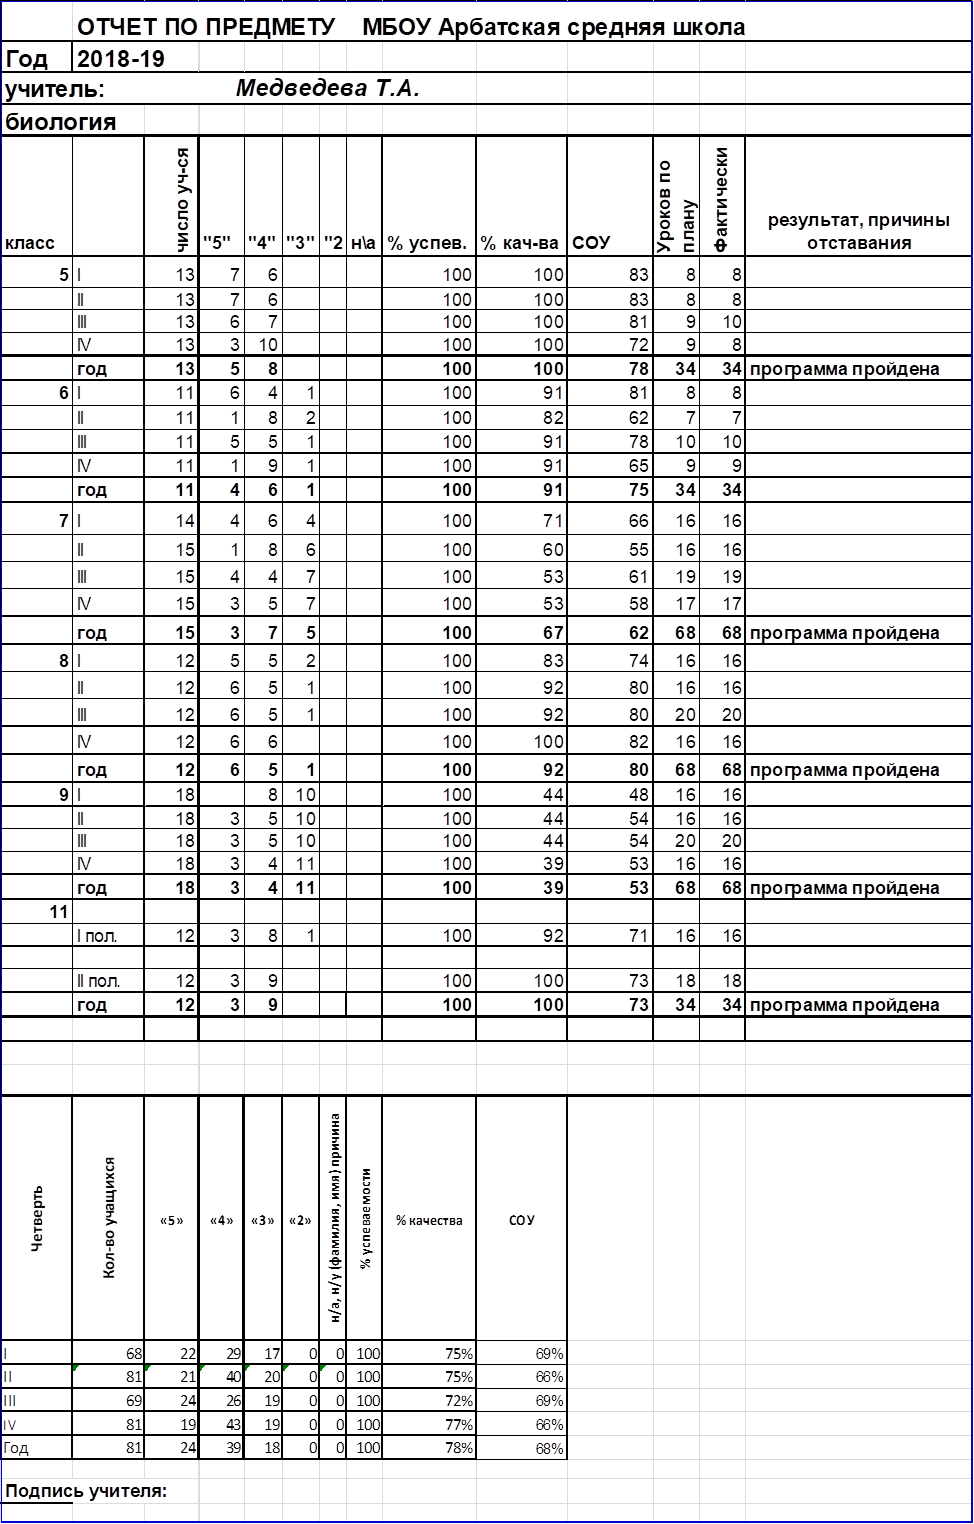 ОТЧЕТ ПО ПРЕДМЕТУ МБОУ Арбатская средняя школа
Год 2018-19
учитель: Медведева Т.А.
биология
класс число уч-ся "5" "4" "3" "2 н\а % успев. % кач-ва СОУ Уроков по плану Фактически результат, причины отставания
5 I 13 7 6 100 100 83 8 8
II 13 7 6 100 100 83 8 8
III 13 6 7 100 100 81 9 10
IV 13 3 10 100 100 72 9 8
год 13 5 8 100 100 78 34 34 программа пройдена
6 I 11 6 4 1 100 91 81 8 8
II 11 1 8 2 100 82 62 7 7
III 11 5 5 1 100 91 78 10 10
IV 11 1 9 1 100 91 65 9 9
год 11 4 6 1 100 91 75 34 34
7 I 14 4 6 4 100 71 66 16 16
II 15 1 8 6 100 60 55 16 16
III 15 4 4 7 100 53 61 19 19
IV 15 3 5 7 100 53 58 17 17
год 15 3 7 5 100 67 62 68 68 программа пройдена
8 I 12 5 5 2 100 83 74 16 16
II 12 6 5 1 100 92 80 16 16
III 12 6 5 1 100 92 80 20 20
IV 12 6 6 100 100 82 16 16
год 12 6 5 1 100 92 80 68 68 программа пройдена
9 I 18 8 10 100 44 48 16 16
II 18 3 5 10 100 44 54 16 16
III 18 3 5 10 100 44 54 20 20
IV 18 3 4 11 100 39 53 16 16
год 18 3 4 11 100 39 53 68 68 программа пройдена
11
I пол. 12 3 8 1 100 92 71 16 16
II пол. 12 3 9 100 100 73 18 18
год 12 3 9 100 100 73 34 34 программа пройдена
Четверть Кол-во учащихся «5» «4» «3» «2» н/а, н/у (фамилия, имя) причина % успеваемости % качества СОУ
I 68 22 29 17 0 0 100 75% 69%
II 81 21 40 20 0 0 100 75% 66%
III 69 24 26 19 0 0 100 72% 69%
IV 81 19 43 19 0 0 100 77% 66%
Год 81 24 39 18 0 0 100 78% 68%
Подпись учителя: